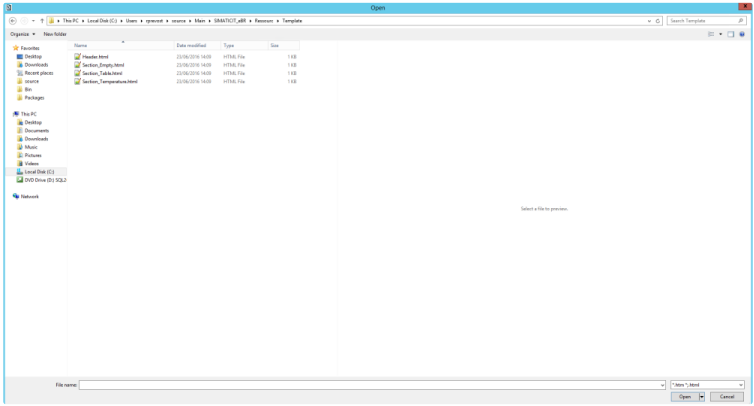 Open
This PC Local Disk (C:) Users rprevost source Main SIMATICIT_eBR Resourc Template
Search Template
Organize New folder
Favorites
Desktop
Downloads
Recent places
source
Bin
Packages
This PC
Desktop
Documents
Downloads
Music
Pictures
Videos
Local Disk (C:)
DVD Drive (D:) SQL2
Network
Name Date modified Type Size
Header.html 23/06/2016 14:09 HTML File 1 KB
Section_Empty.html 23/06/2016 14:09 HTML File 1 KB
Section_Table.html 23/06/2016 14:09 HTML File 1 KB
Section_Temperature.html 23/06/2016 14:09 HTML File 1 KB
Select a file to preview.
File name: *.htm *;.html
Open Cancel